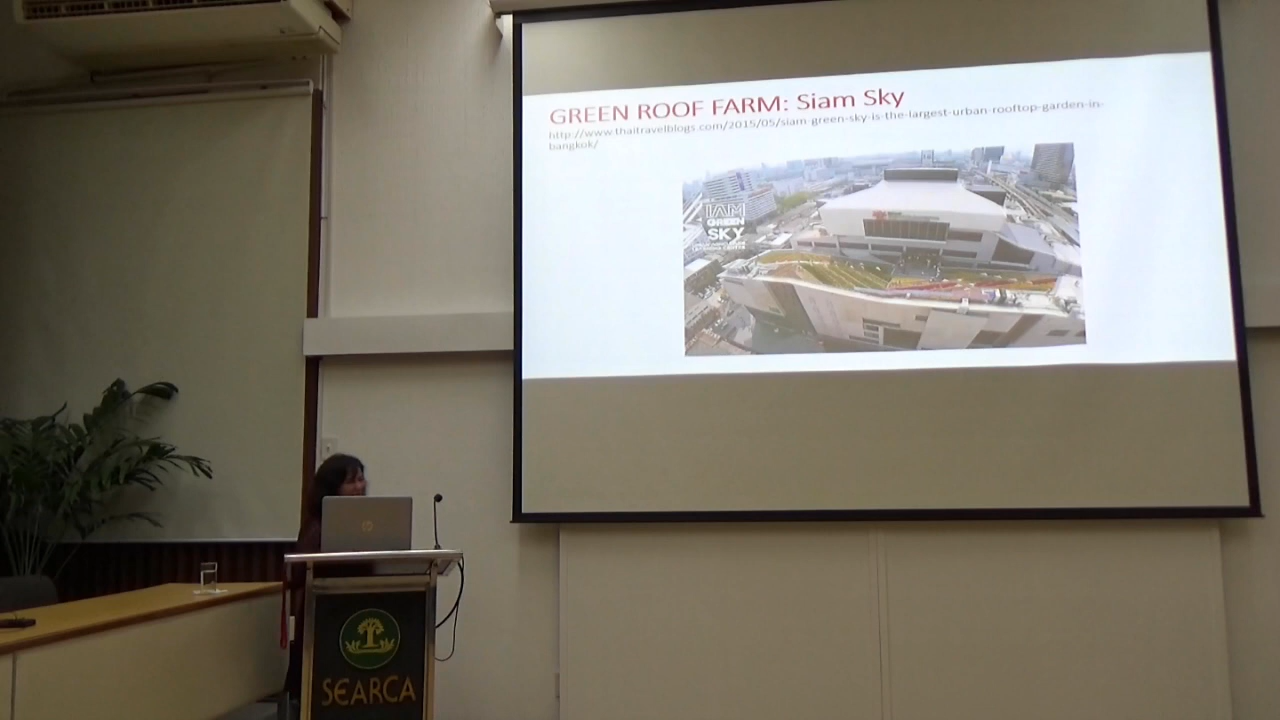 GREEN ROOF FARM: Siam Sky
http://www.thaitravelblogs.com/2015/05/siam-green-sky-is-the-largest-urban-rooftop-garden-in-
bangkok/
IAM
GREEN
SKY
hp
SEARCA